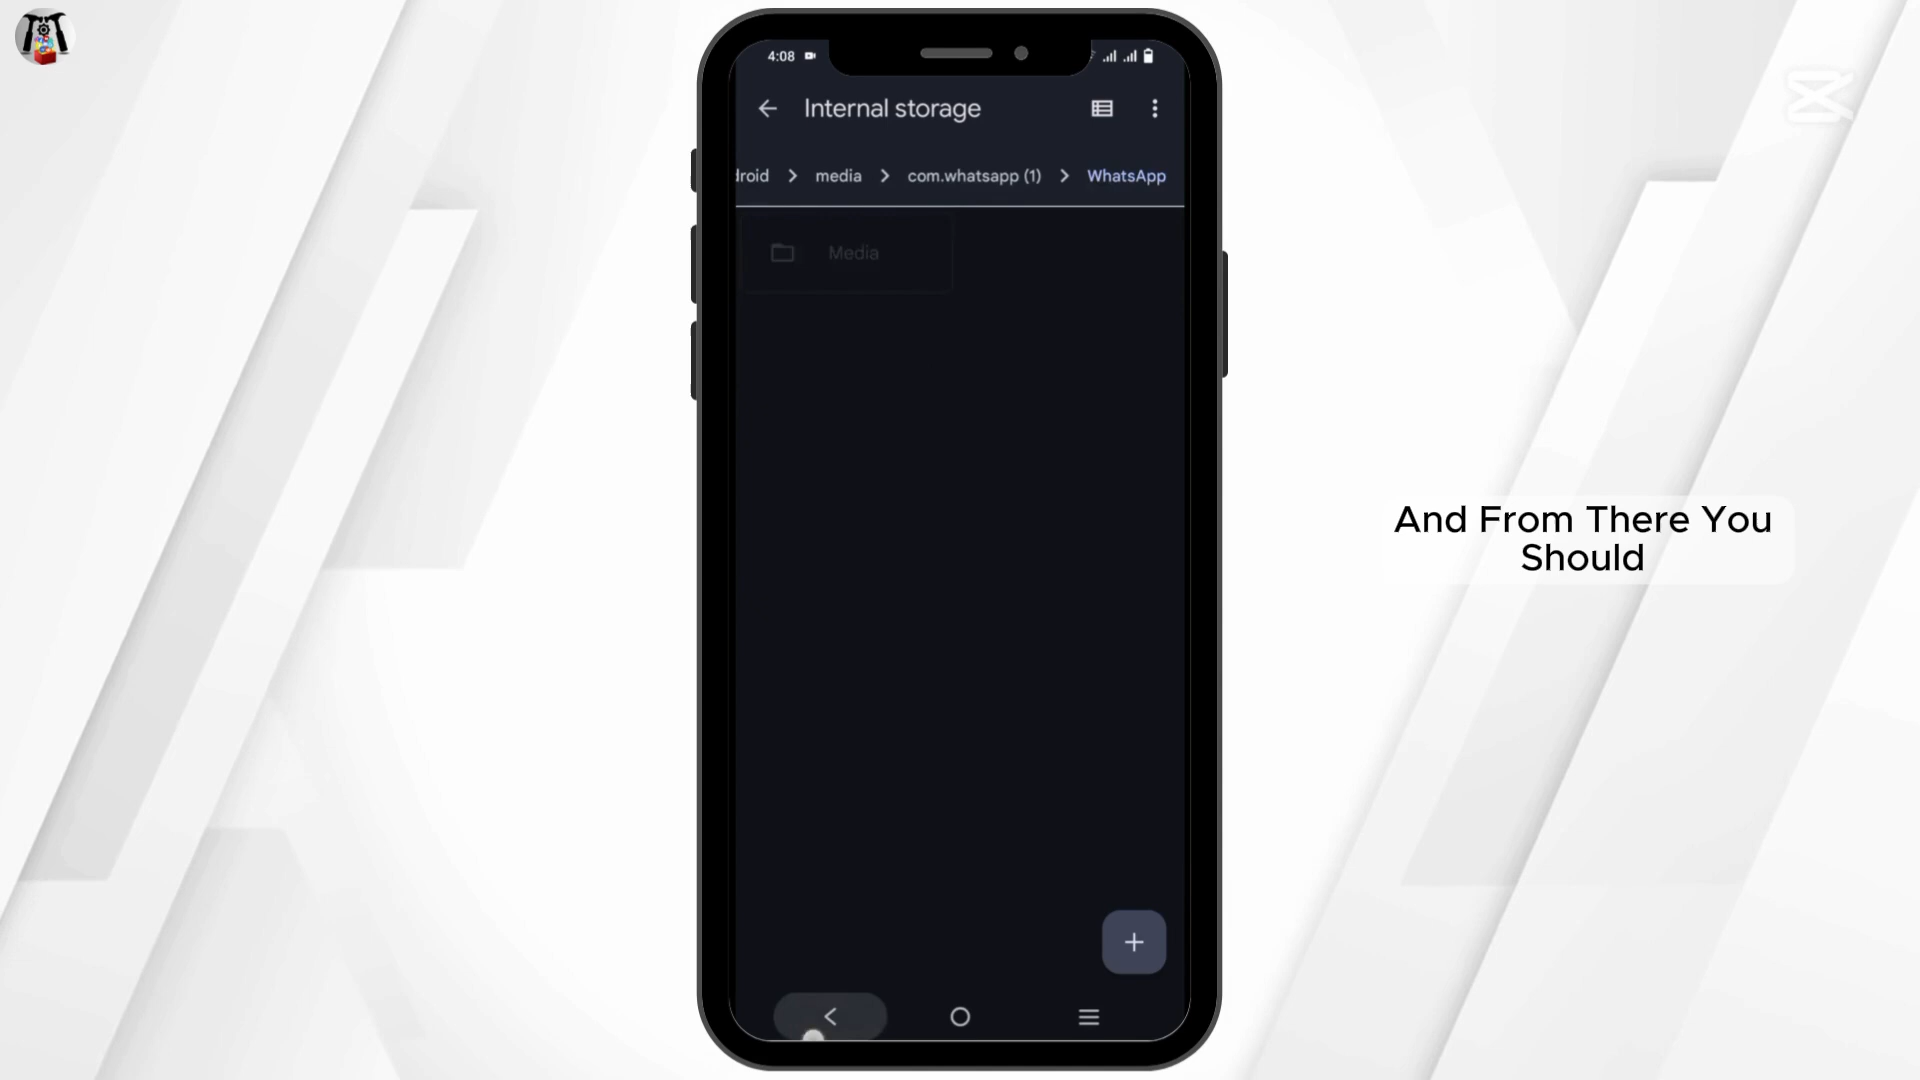 4:08
Internal storage
droid > media > com.whatsapp (1) > WhatsApp
Media
And From There You
Should